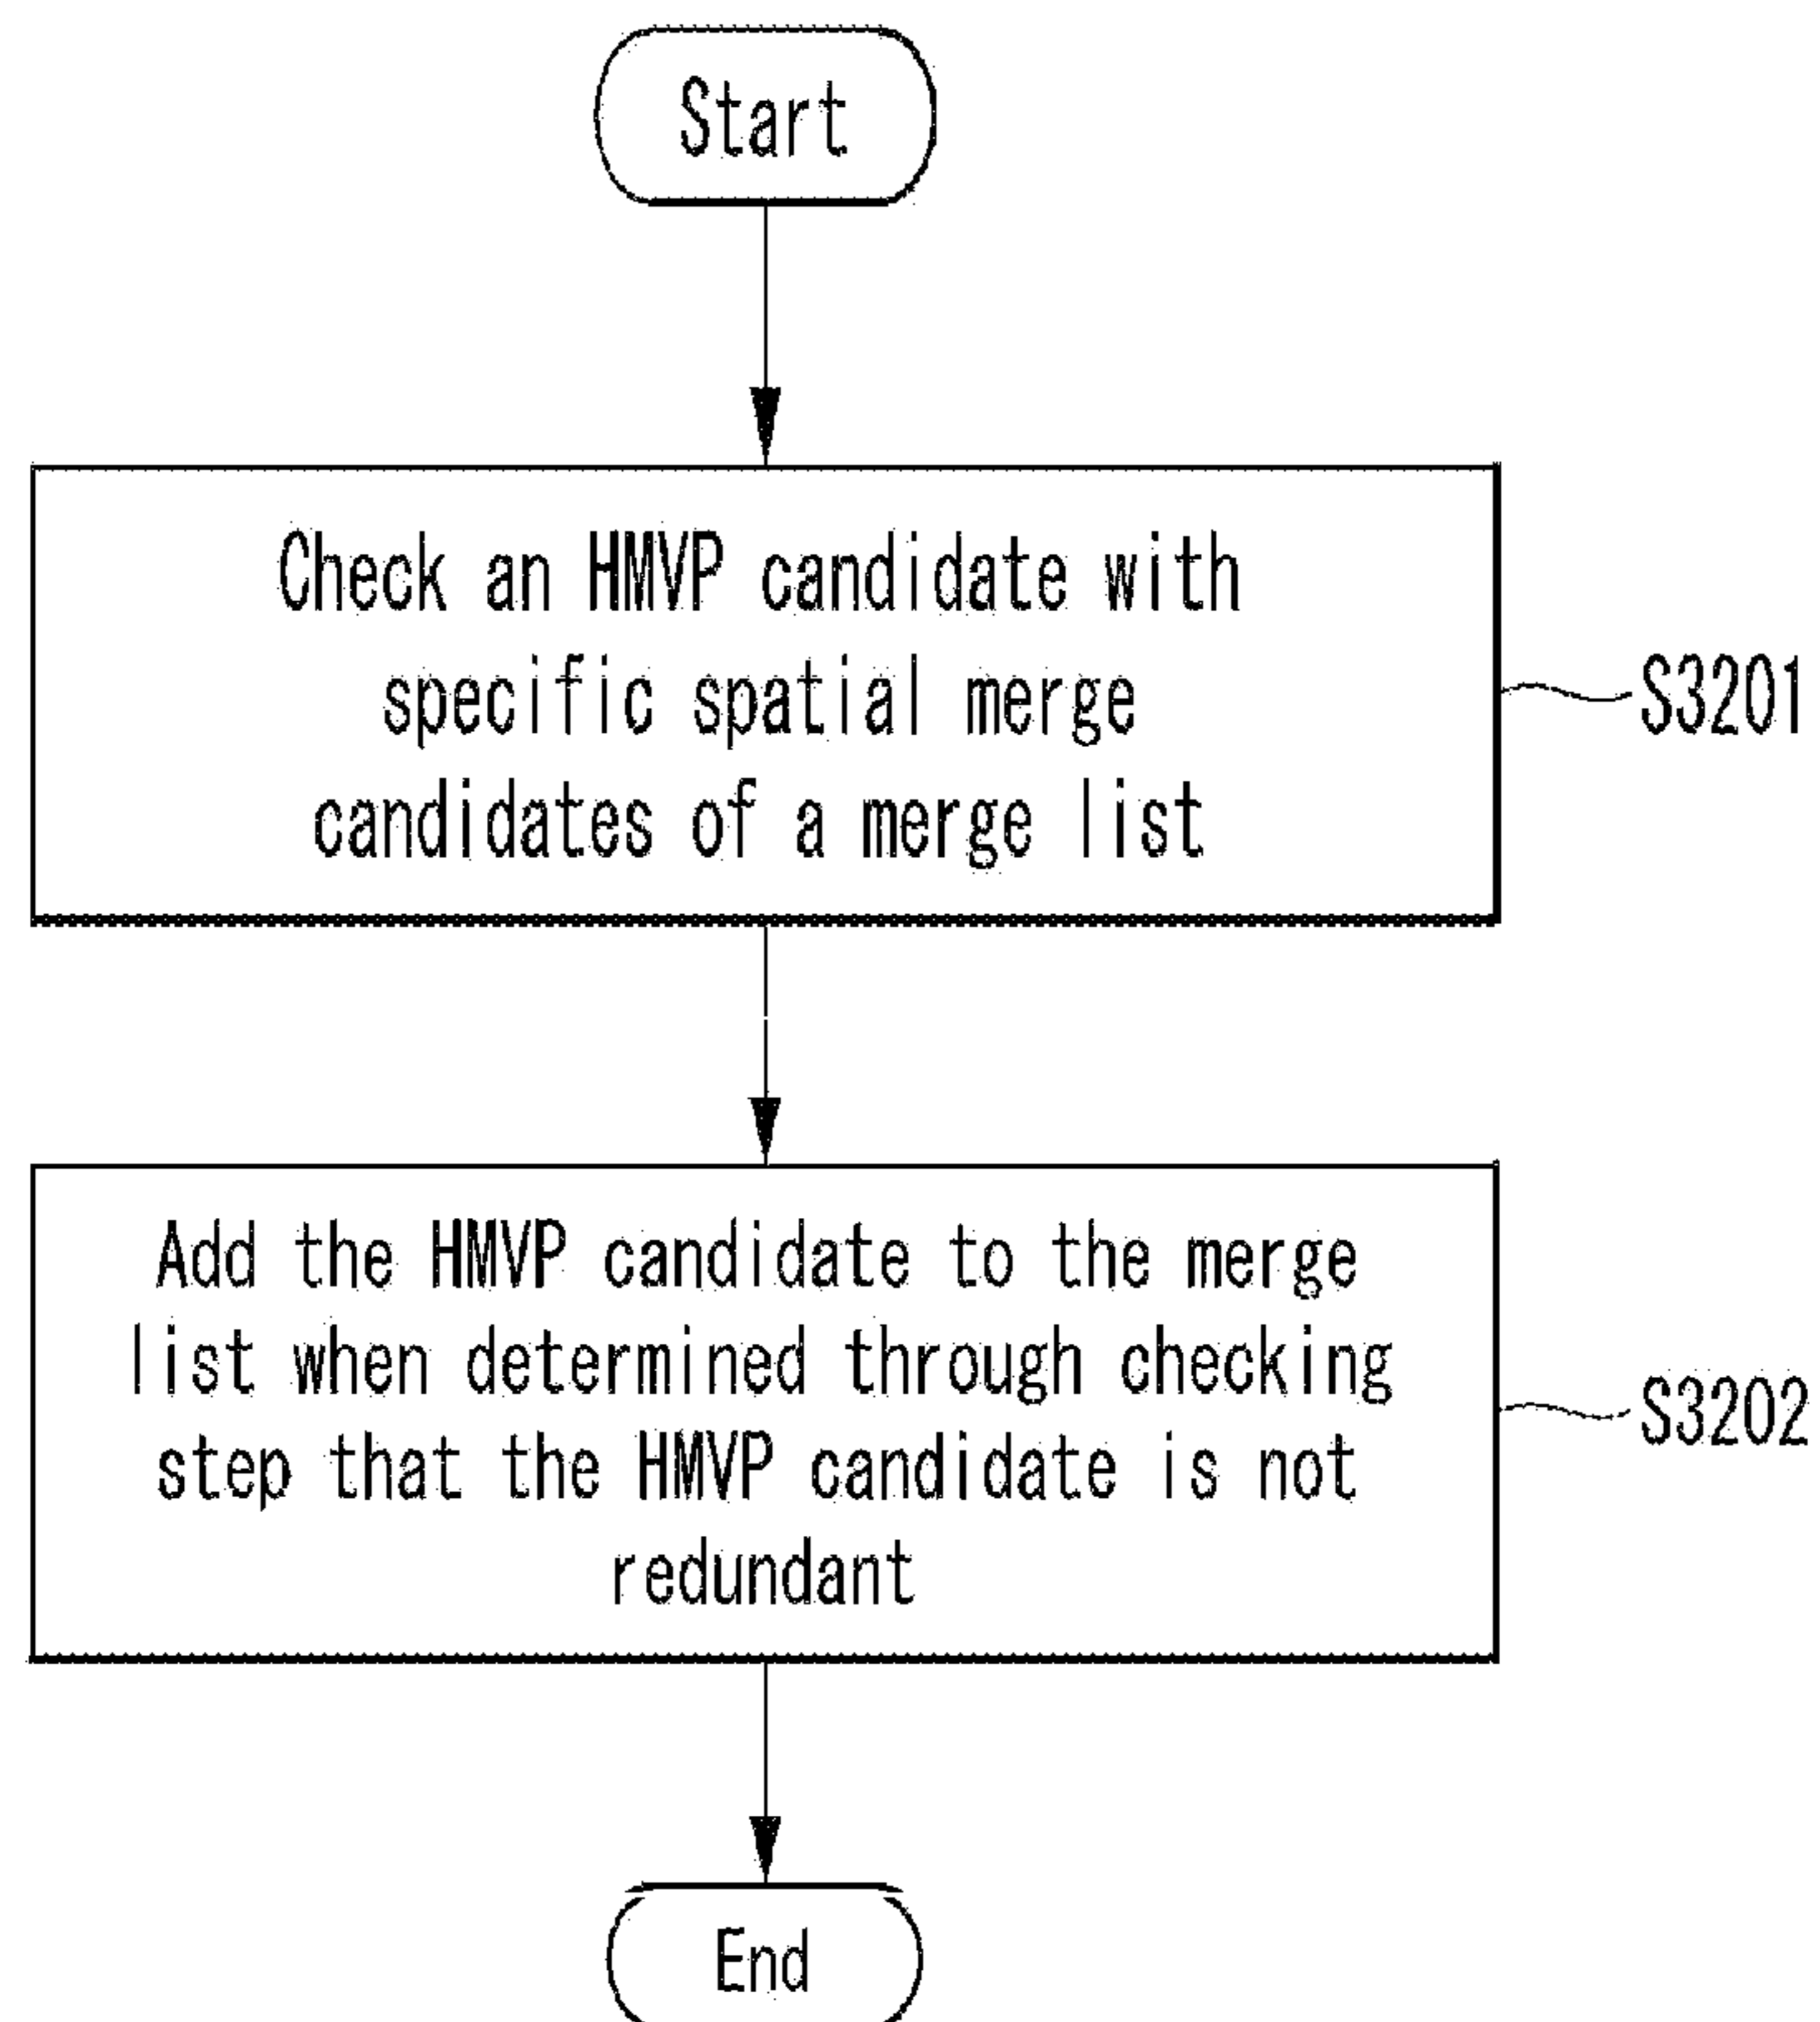 Start
Check an HMVP candidate with
specific spatial merge
candidates of a merge list
S3201
Add the HMVP candidate to the merge
list when determined through checking
step that the HMVP candidate is not
redundant
S3202
End